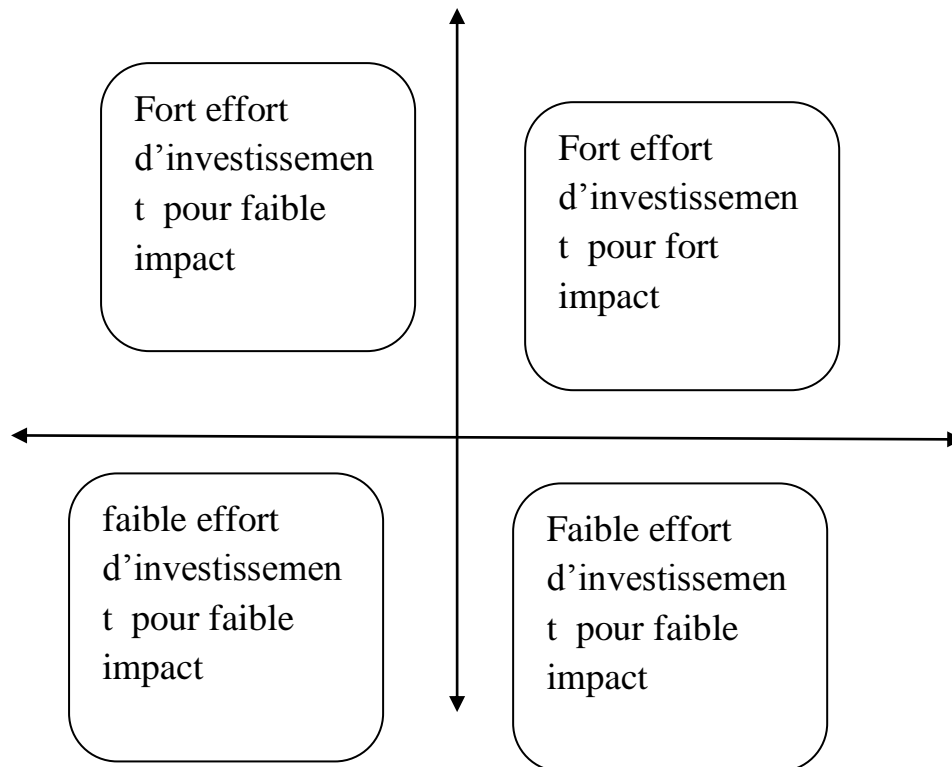 Fort effort
d’investissemen
t  pour faible
impact
Fort effort
d’investissemen
t  pour fort
impact
faible effort
d’investissemen
t  pour faible
impact
Faible effort
d’investissemen
t  pour faible
impact